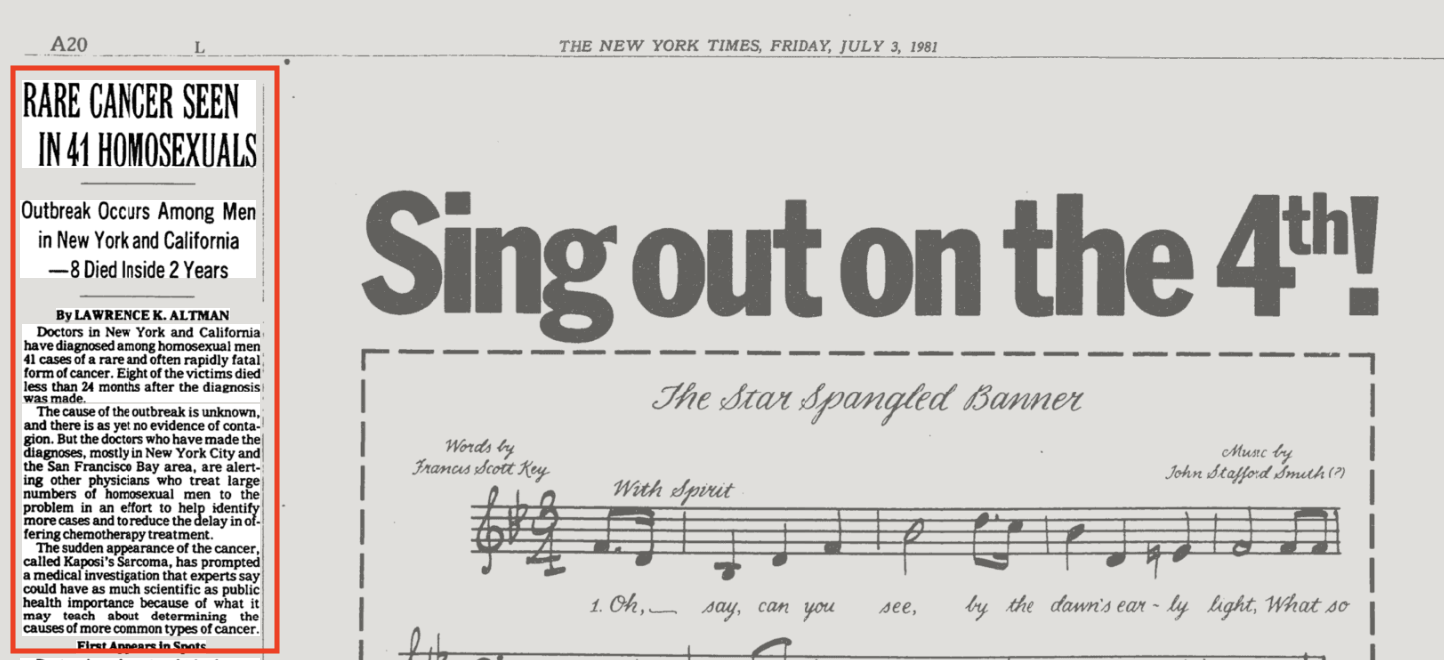 A20 L THE NEW YORK TIMES, FRIDAY, JULY 3, 1981
RARE CANCER SEEN
IN 41 HOMOSEXUALS
Outbreak Occurs Among Men
in New York and California
—8 Died Inside 2 Years
By LAWRENCE K. ALTMAN
Doctors in New York and California
have diagnosed among homosexual men
41 cases of a rare and often rapidly fatal
form of cancer. Eight of the victims died
less than 24 months after the diagnosis
was made.
The cause of the outbreak is unknown,
and there is as yet no evidence of conta-
gion. But the doctors who have made the
diagnoses, mostly in New York City and
the San Francisco Bay area, are alert-
ing other physicians who treat large
numbers of homosexual men to the
problem in an effort to help identify
more cases and to reduce the delay in of-
fering chemotherapy treatment.
The sudden appearance of the cancer,
called Kaposi's Sarcoma, has prompted
a medical investigation that experts say
could have as much scientific as public
health importance because of what it
may teach about determining the
causes of more common types of cancer.
First Appears in Spots
Sing out on the 4th!
The Star Spangled Banner
Words by
Francis Scott Key
Music by
John Stafford Smith (?)
With Spirit
1. Oh, say, can you see, by the dawn's ear - ly light, What so